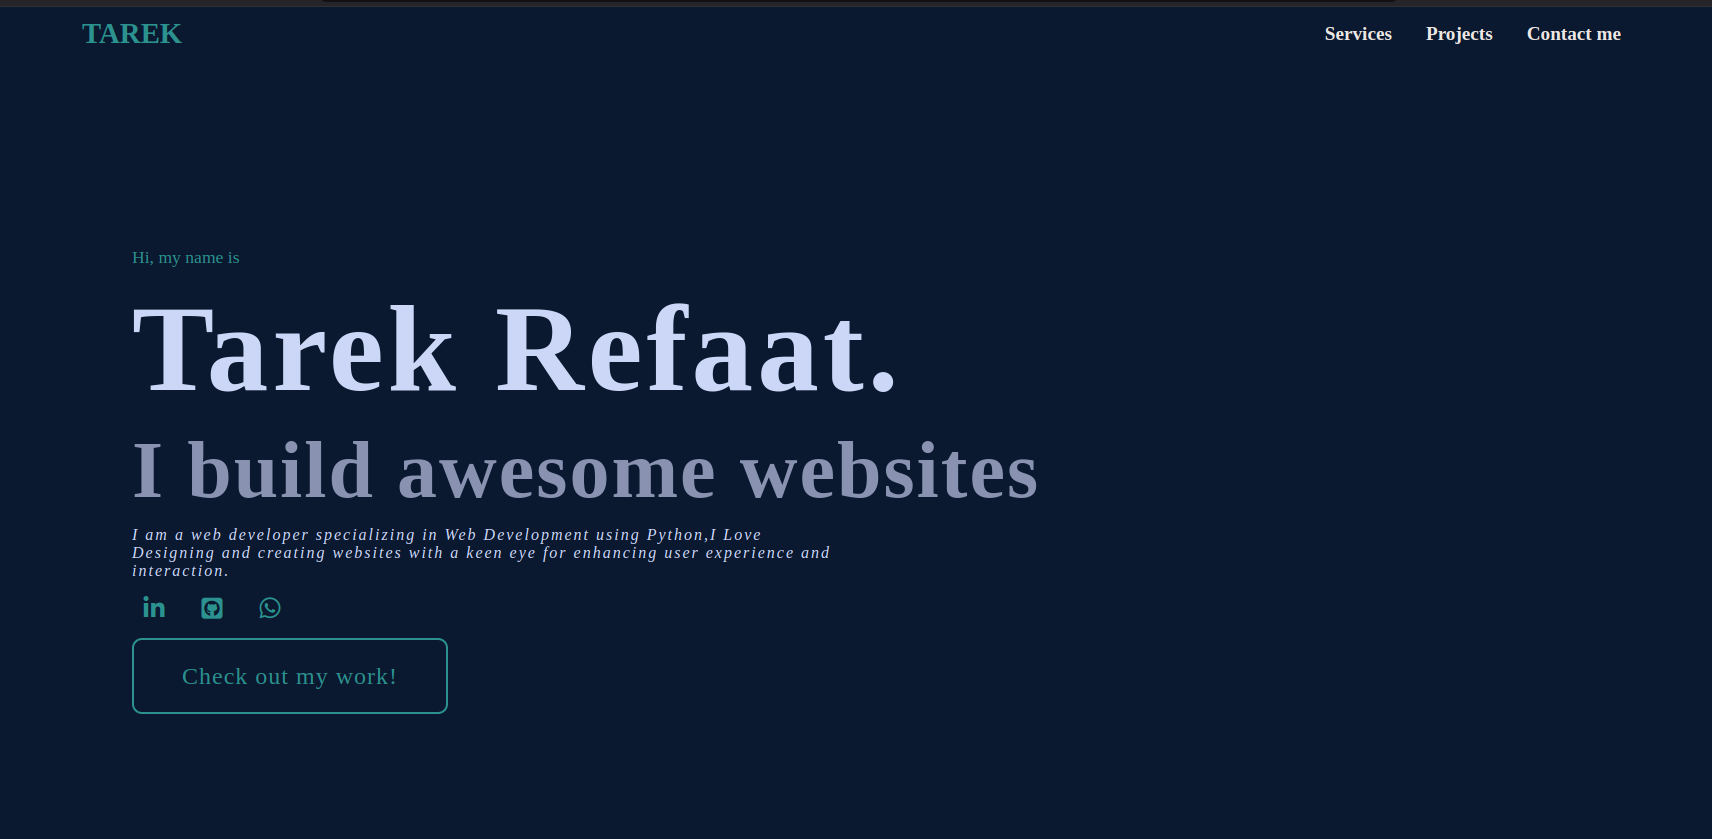 TAREK
Services Projects Contact me
Hi, my name is
Tarek Refaat.
I build awesome websites
I am a web developer specializing in Web Development using Python,I Love
Designing and creating websites with a keen eye for enhancing user experience and
interaction.
in
Check out my work!